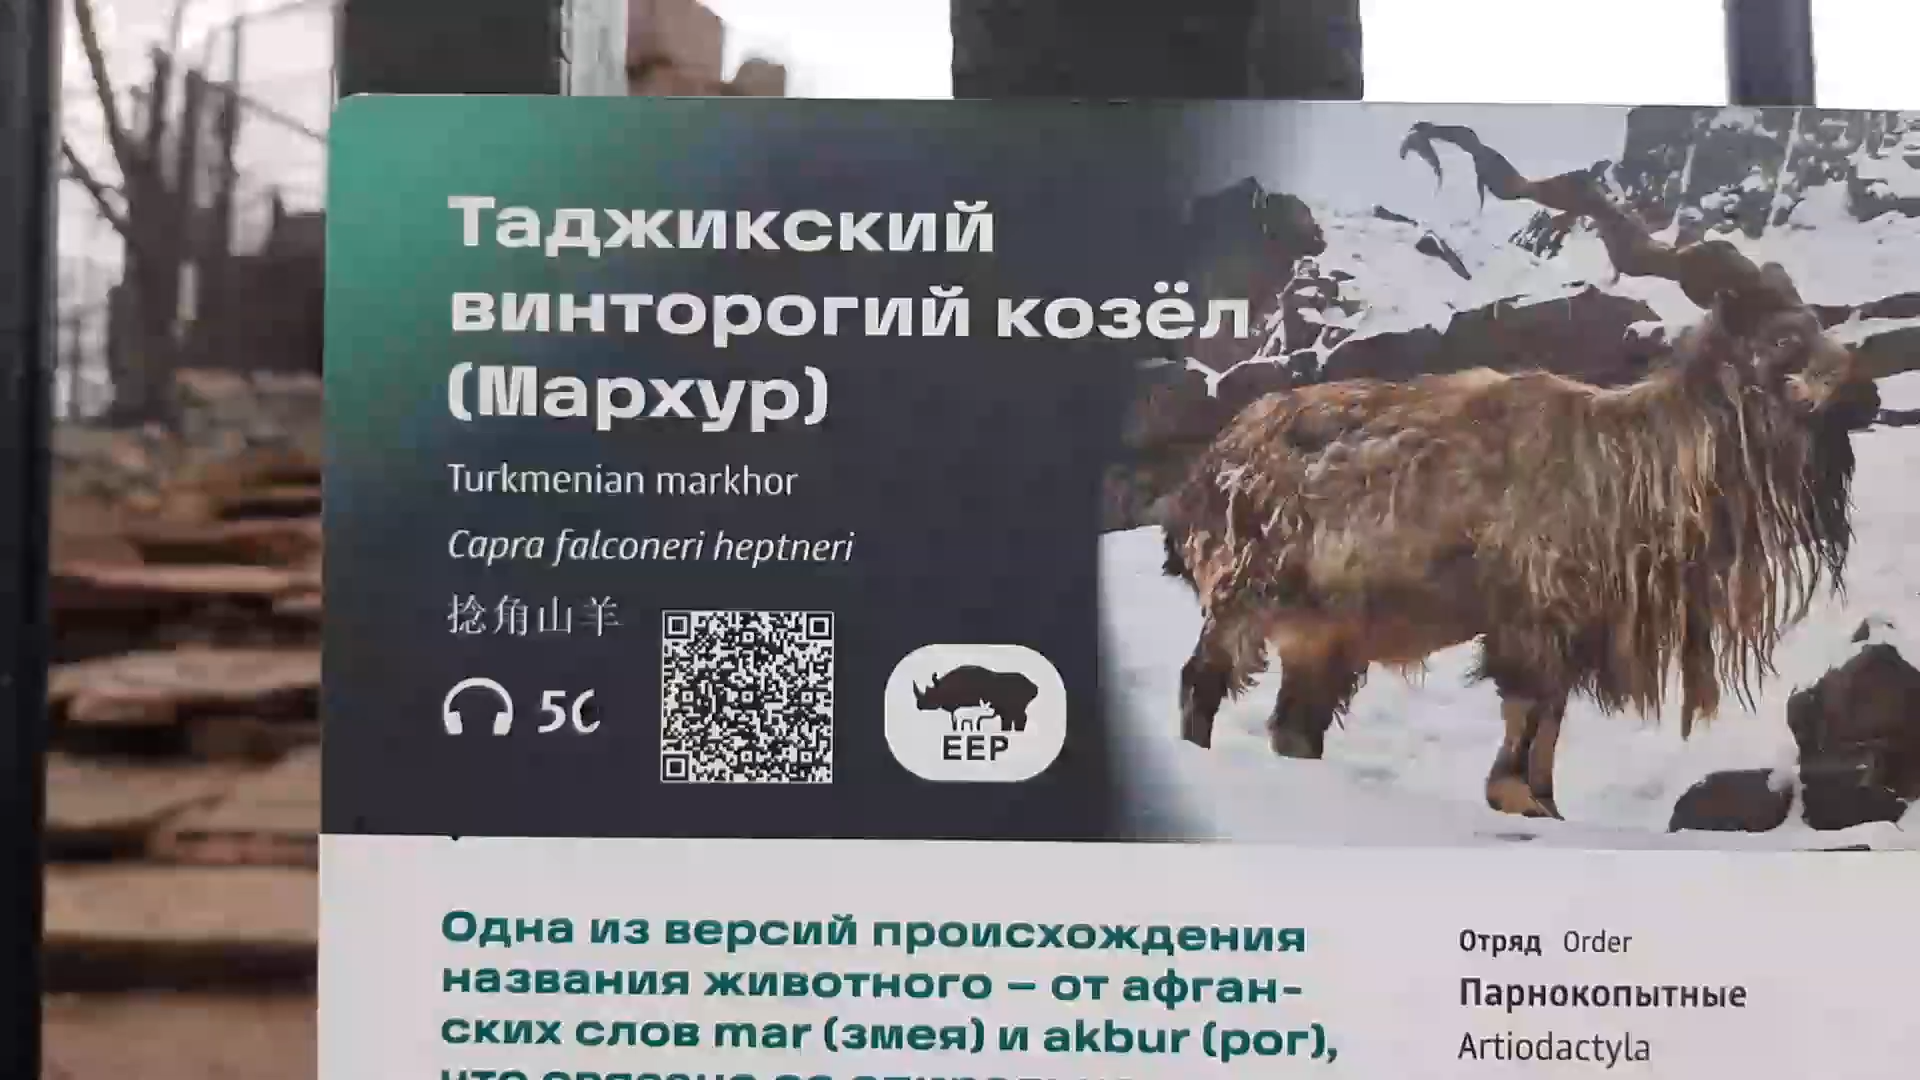 Таджикский
винторогий козёл
(Мархур)
Turkmenian markhor
Capra falconeri heptneri
捻角山羊
EEP
Одна из версий происхождения
названия животного – от афган-
ских слов mar (змея) и akbur (рог),
Отряд Order
Парнокопытные
Artiodactyla